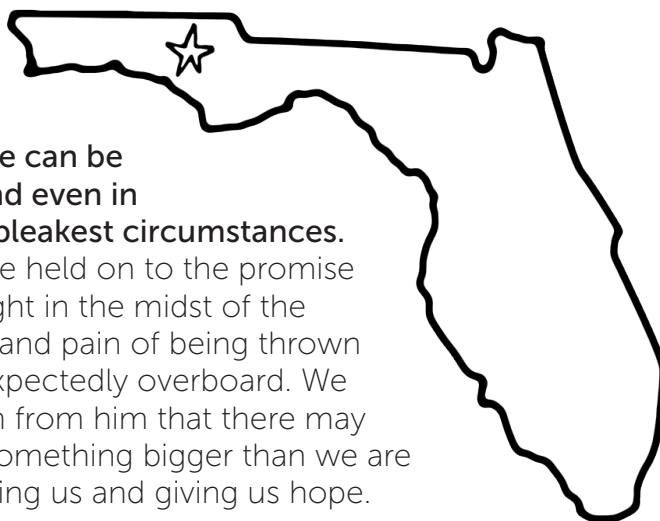 e can be
nd even in
bleakest circumstances.
e held on to the promise
ght in the midst of the
and pain of being thrown
xpectedly overboard. We
n from him that there may
omething bigger than we are
ing us and giving us hope.